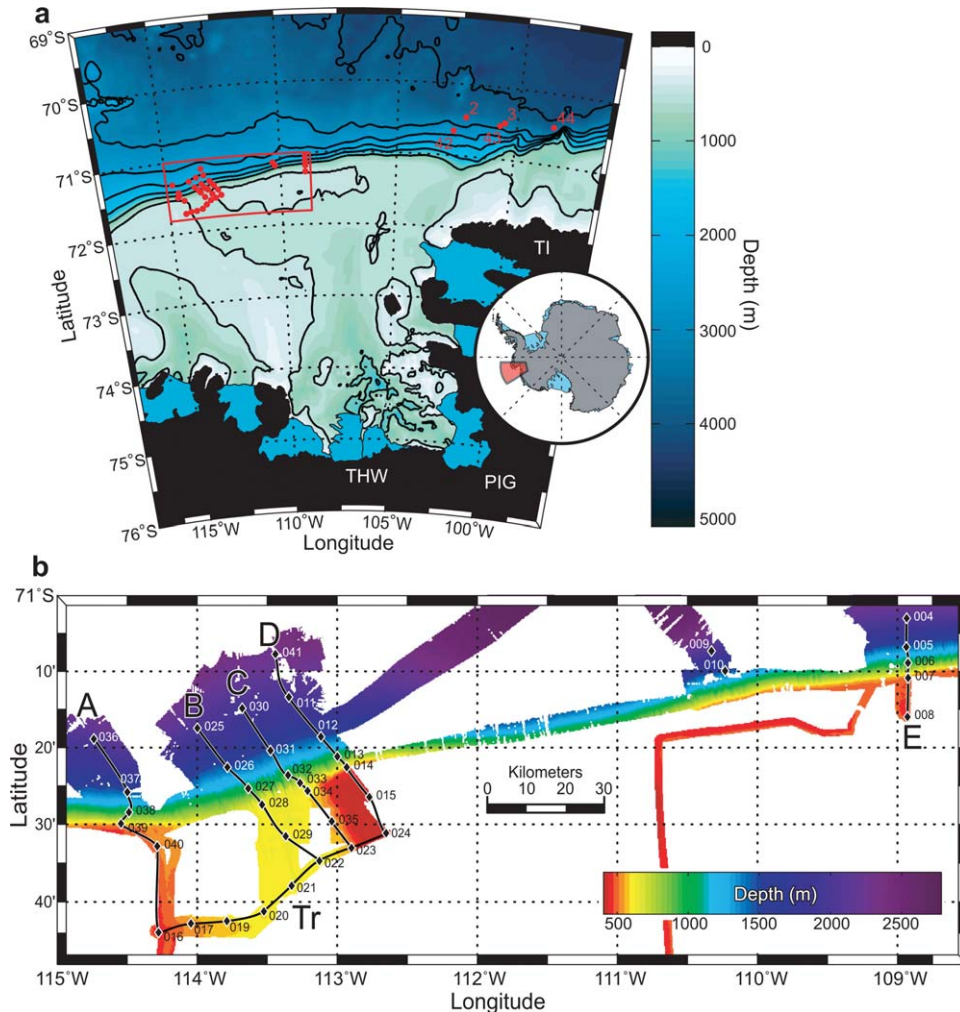 a
69°S
70°S
71°S
72°S
73°S
74°S
75°S
76°S
Latitude
2
3
44
42
43
TI
THW
PIG
115°W
110°W
105°W
100°W
Longitude
0
1000
2000
3000
4000
5000
Depth (m)
b
71°S
10'
20'
30'
40'
Latitude
A
B
C
D
E
Tr
036
037
038
039
040
016
017
019
020
021
022
023
024
025
026
027
028
029
030
031
032
033
034
035
041
011
012
013
014
015
009
010
004
005
006
007
008
Kilometers
0 10 20 30
Depth (m)
500 1000 1500 2000 2500
115°W 114°W 113°W 112°W 111°W 110°W 109°W
Longitude